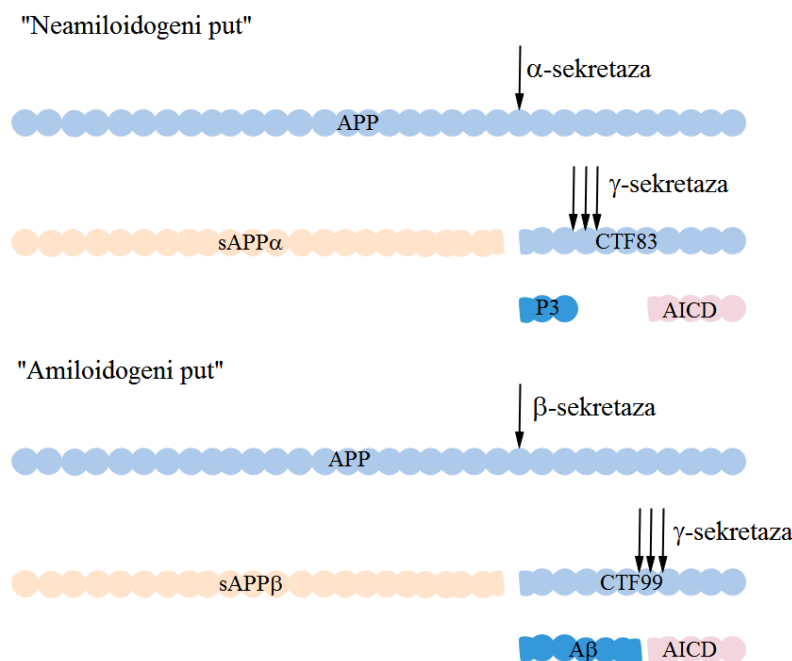 "Neamiloidogeni put"
α-sekretaza
APP
γ-sekretaza
sAPPα
CTF83
P3
AICD
"Amiloidogeni put"
β-sekretaza
APP
γ-sekretaza
sAPPβ
CTF99
Aβ
AICD